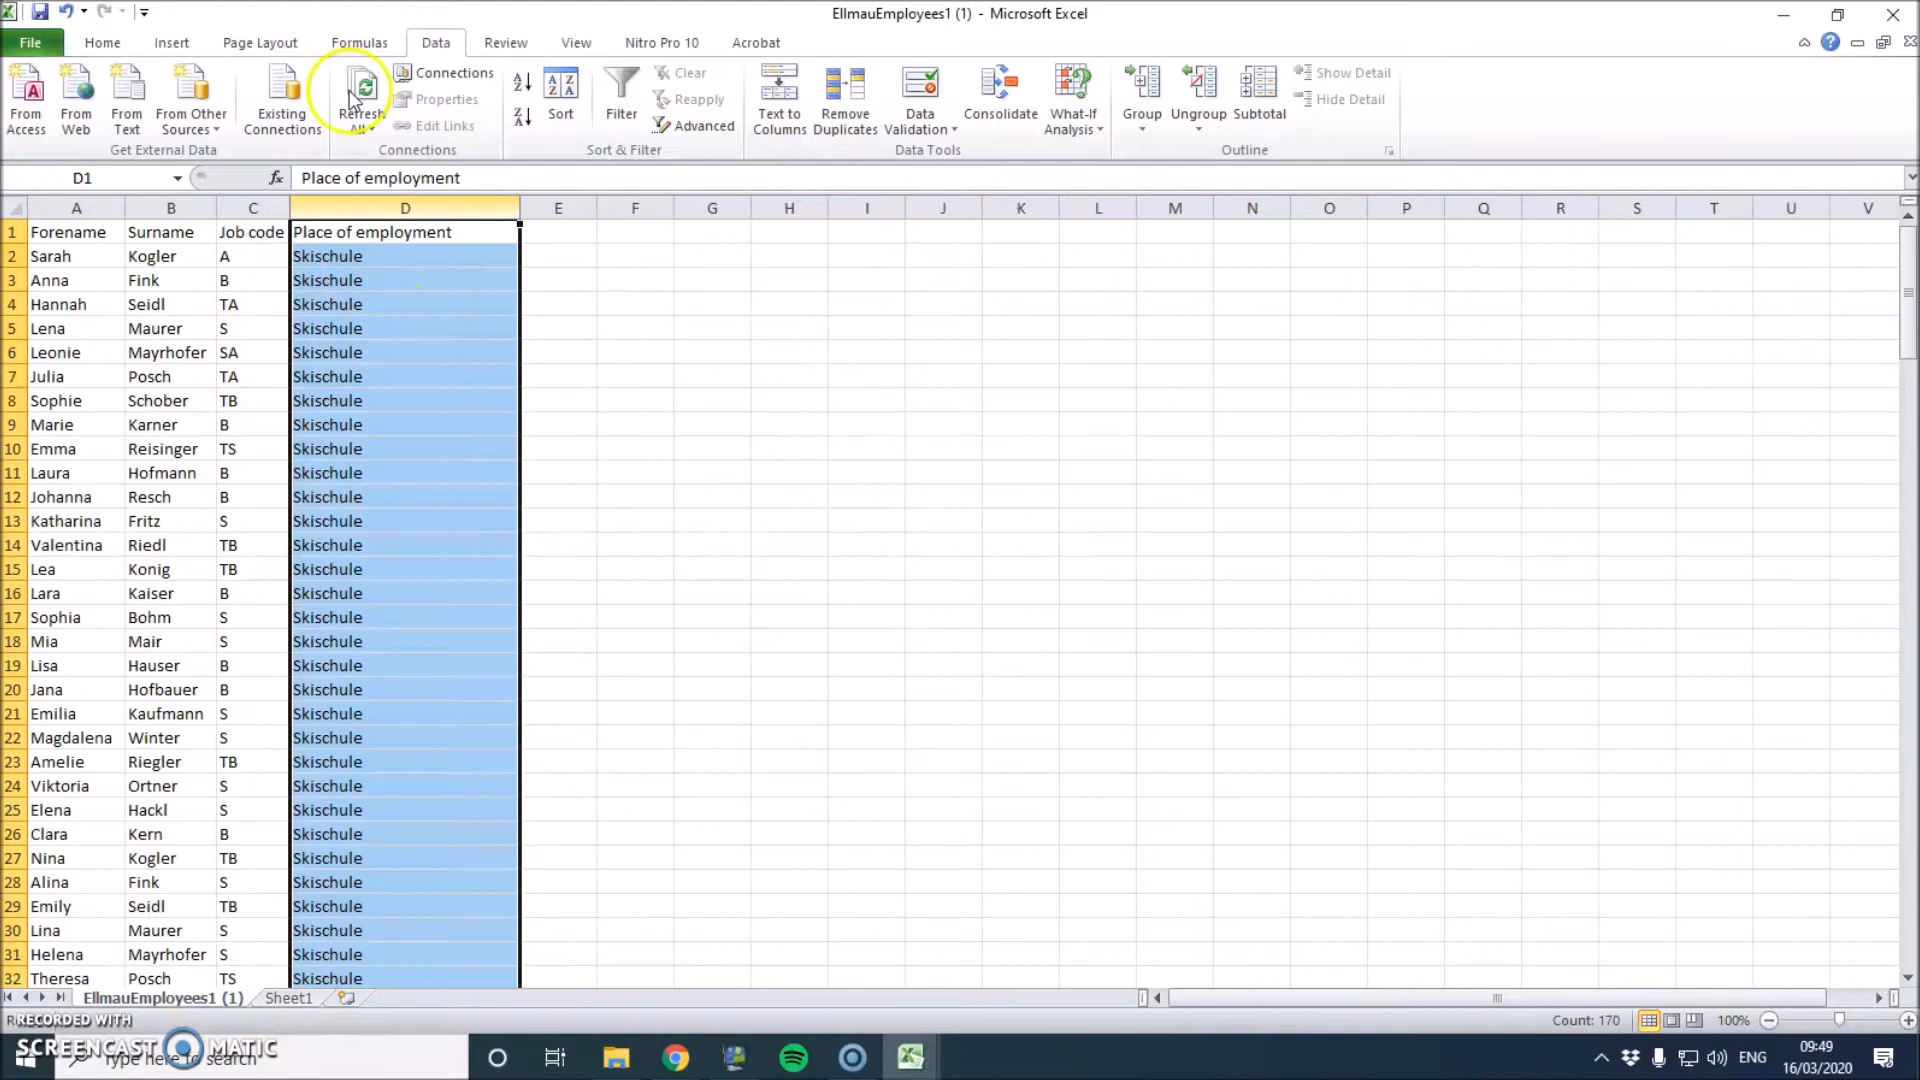 EllmauEmployees1 (1) - Microsoft Excel
File Home Insert Page Layout Formulas Data Review View Nitro Pro 10 Acrobat
From Access From Web From Text From Other Sources Existing Connections Refresh All Connections Properties Edit Links Sort Filter Clear Reapply Advanced Text to Columns Remove Duplicates Data Validation Consolidate What-If Analysis Group Ungroup Subtotal Show Detail Hide Detail
Get External Data Connections Sort & Filter Data Tools Outline
D1 fx Place of employment
A B C D E F G H I J K L M N O P Q R S T U V
1 Forename Surname Job code Place of employment
2 Sarah Kogler A Skischule
3 Anna Fink B Skischule
4 Hannah Seidl TA Skischule
5 Lena Maurer S Skischule
6 Leonie Mayrhofer SA Skischule
7 Julia Posch TA Skischule
8 Sophie Schober TB Skischule
9 Marie Karner B Skischule
10 Emma Reisinger TS Skischule
11 Laura Hofmann B Skischule
12 Johanna Resch B Skischule
13 Katharina Fritz S Skischule
14 Valentina Riedl TB Skischule
15 Lea Konig TB Skischule
16 Lara Kaiser B Skischule
17 Sophia Bohm S Skischule
18 Mia Mair S Skischule
19 Lisa Hauser B Skischule
20 Jana Hofbauer B Skischule
21 Emilia Kaufmann S Skischule
22 Magdalena Winter S Skischule
23 Amelie Riegler TB Skischule
24 Viktoria Ortner S Skischule
25 Elena Hackl S Skischule
26 Clara Kern B Skischule
27 Nina Kogler TB Skischule
28 Alina Fink S Skischule
29 Emily Seidl TB Skischule
30 Lina Maurer S Skischule
31 Helena Mayrhofer S Skischule
32 Theresa Posch TS Skischule
EllmauEmployees1 (1) Sheet1
RECORDED WITH Count: 170 100%
SCREENCAST MATIC
Type here to search
ENG 09:49
16/03/2020